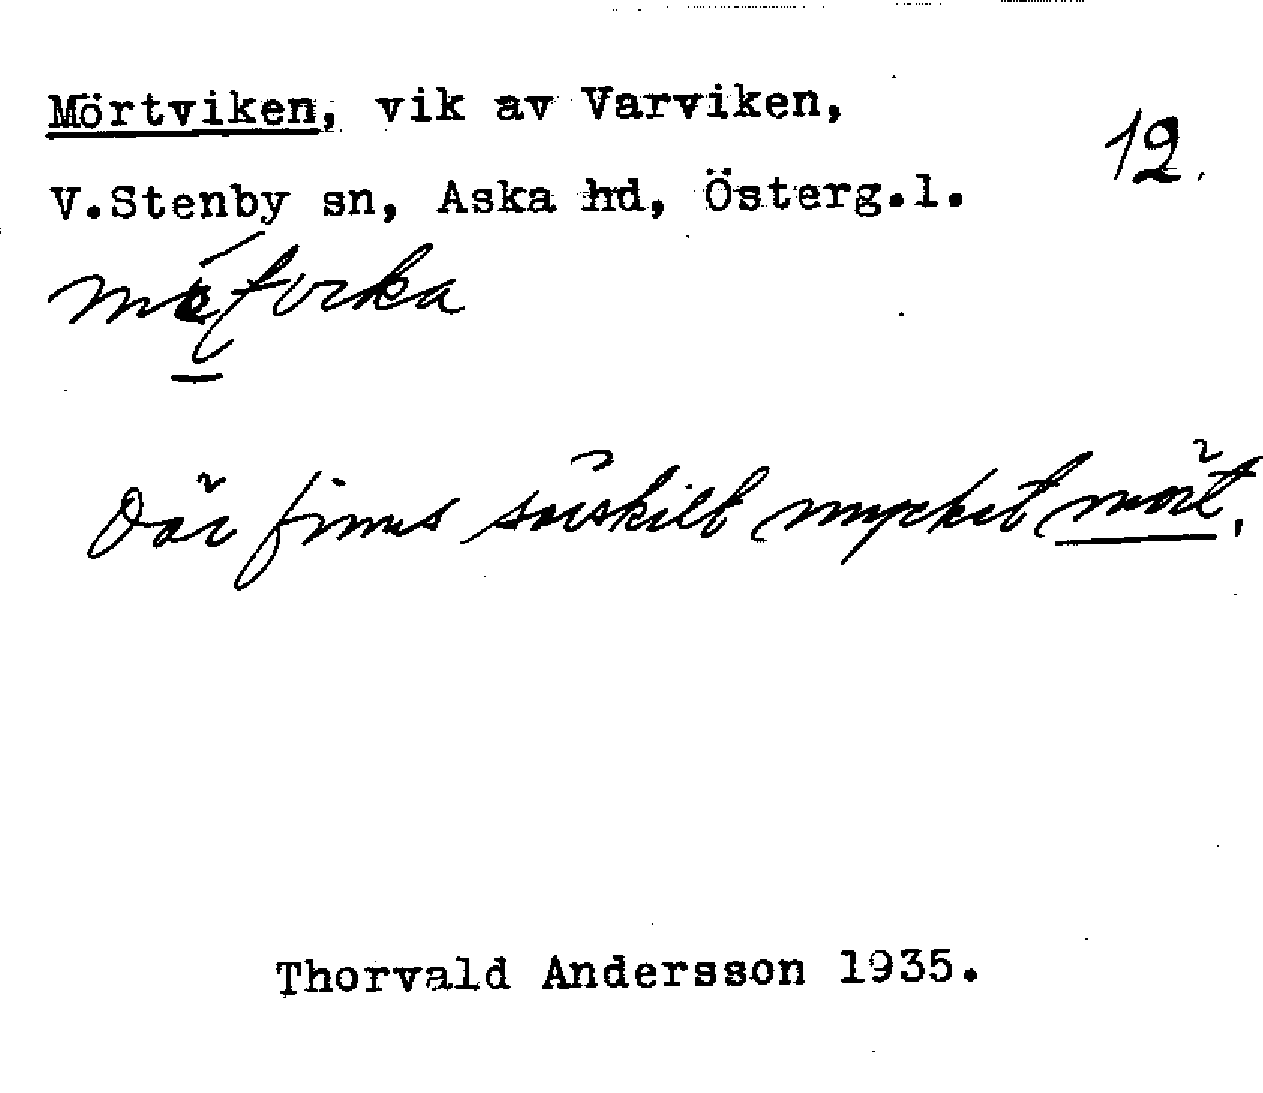 Mörtviken, vik av Varviken,
12.
V.Stenby sn, Aska hd, Österg.l.
Där finns särskilt mycket mört.
Thorvald Andersson 1935.